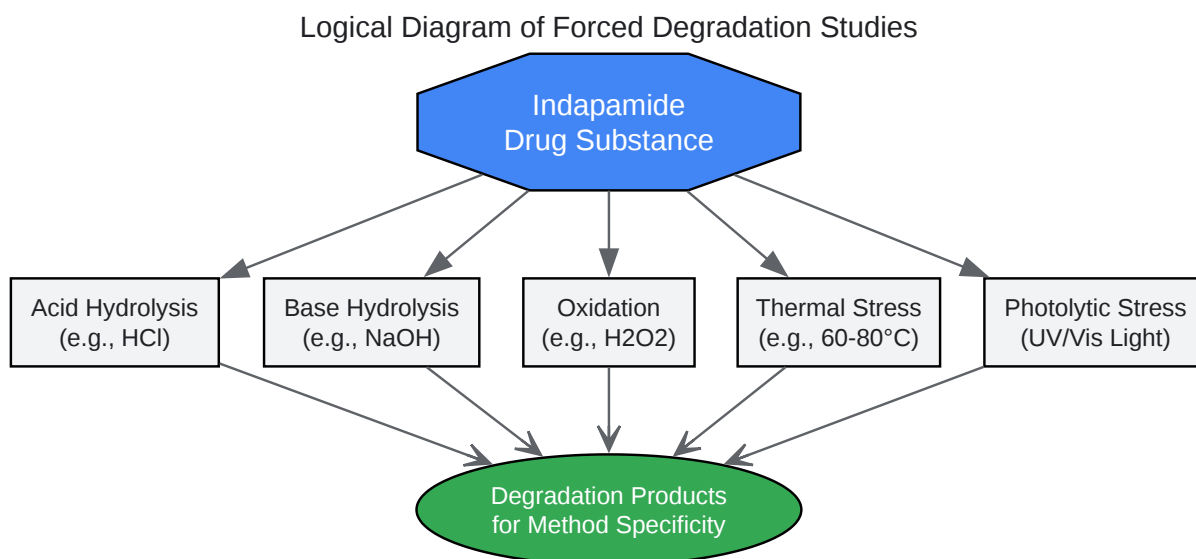 Logical Diagram of Forced Degradation Studies
Indapamide
Drug Substance
Acid Hydrolysis
(e.g., HCl)
Base Hydrolysis
(e.g., NaOH)
Oxidation
(e.g., H2O2)
Thermal Stress
(e.g., 60-80°C)
Photolytic Stress
(UV/Vis Light)
Degradation Products
for Method Specificity